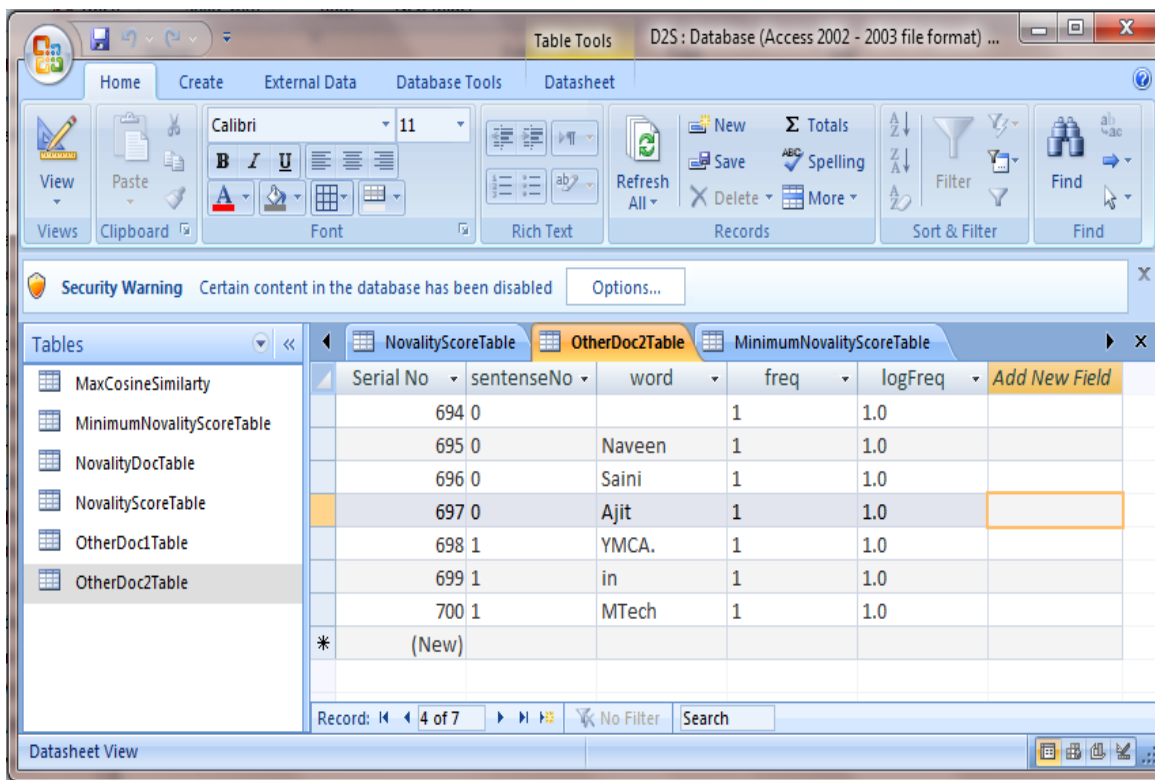 Table Tools D2S : Database (Access 2002 - 2003 file format) ...
Home Create External Data Database Tools Datasheet
View
Views
Paste
Clipboard
Calibri 11
B I U
A
Font
Rich Text
Refresh All
New Σ Totals
Save Spelling
Delete More
Records
Filter
Sort & Filter
Find
Find
Security Warning Certain content in the database has been disabled Options...
Tables
MaxCosineSimilarty
MinimumNovalityScoreTable
NovalityDocTable
NovalityScoreTable
OtherDoc1Table
OtherDoc2Table
NovalityScoreTable OtherDoc2Table MinimumNovalityScoreTable
Serial No sentenseNo word freq logFreq Add New Field
694 0 1 1.0
695 0 Naveen 1 1.0
696 0 Saini 1 1.0
697 0 Ajit 1 1.0
698 1 YMCA. 1 1.0
699 1 in 1 1.0
700 1 MTech 1 1.0
(New)
Record: 4 of 7 No Filter Search
Datasheet View